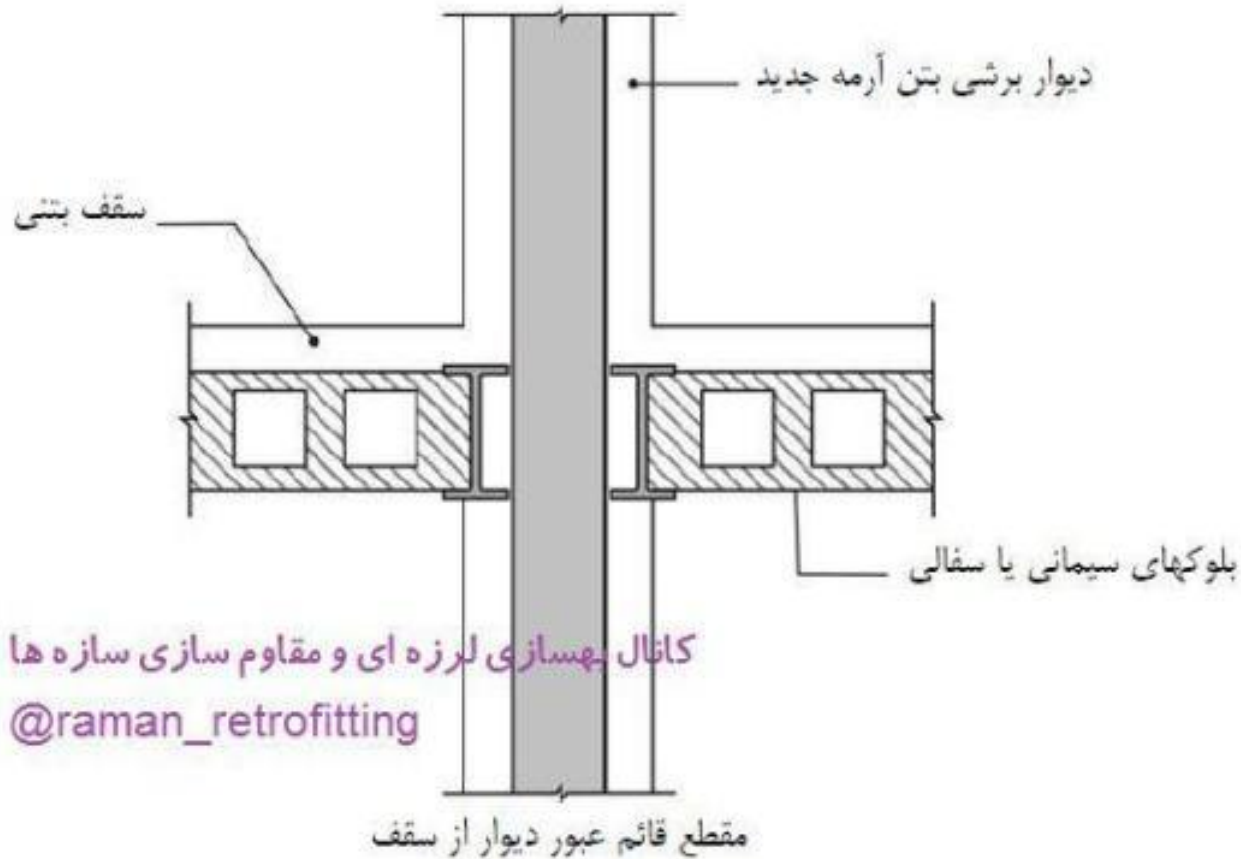 دیوار برشی بتن آرمه جدید
سقف بتنی
بلوکهای سیمانی یا سفالی
کانال بهسازی لرزه ای و مقاوم سازی سازه ها
@raman_retrofitting
مقطع قائم عبور دیوار از سقف